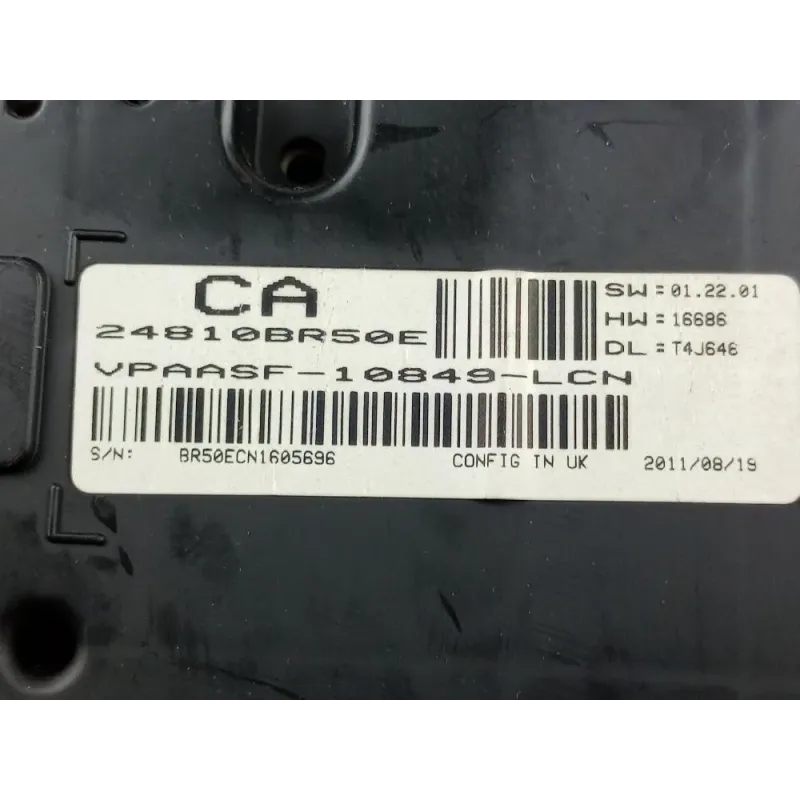 CA
24810BR50E
SW = 01.22.01
HW = 16686
DL = T4J646
VPAASF-10849-LCN
S/N: BR50ECN1605696 CONFIG IN UK 2011/08/19